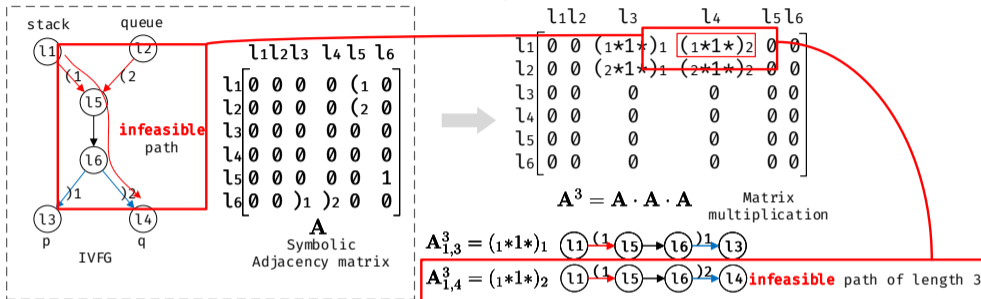 stack
queue
l1
l2
(1
(2
l5
infeasible
path
l6
)1
)2
l3
l4
p
q
IVFG
l1 l2 l3 l4 l5 l6
l1 0 0 0 0 (1 0
l2 0 0 0 0 (2 0
l3 0 0 0 0 0 0
l4 0 0 0 0 0 0
l5 0 0 0 0 0 1
l6 0 0 )1 )2 0 0
A
Symbolic
Adjacency matrix
l1 l2 l3 l4 l5 l6
l1 0 0 (1*1*)1 (1*1*)2 0 0
l2 0 0 (2*1*)1 (2*1*)2 0 0
l3 0 0 0 0 0 0
l4 0 0 0 0 0 0
l5 0 0 0 0 0 0
l6 0 0 0 0 0 0
A³ = A · A · A
Matrix
multiplication
A³1,3 = (1*1*)1 l1 (1 l5 l6 )1 l3
A³1,4 = (1*1*)2 l1 (1 l5 l6 )2 l4 infeasible path of length 3